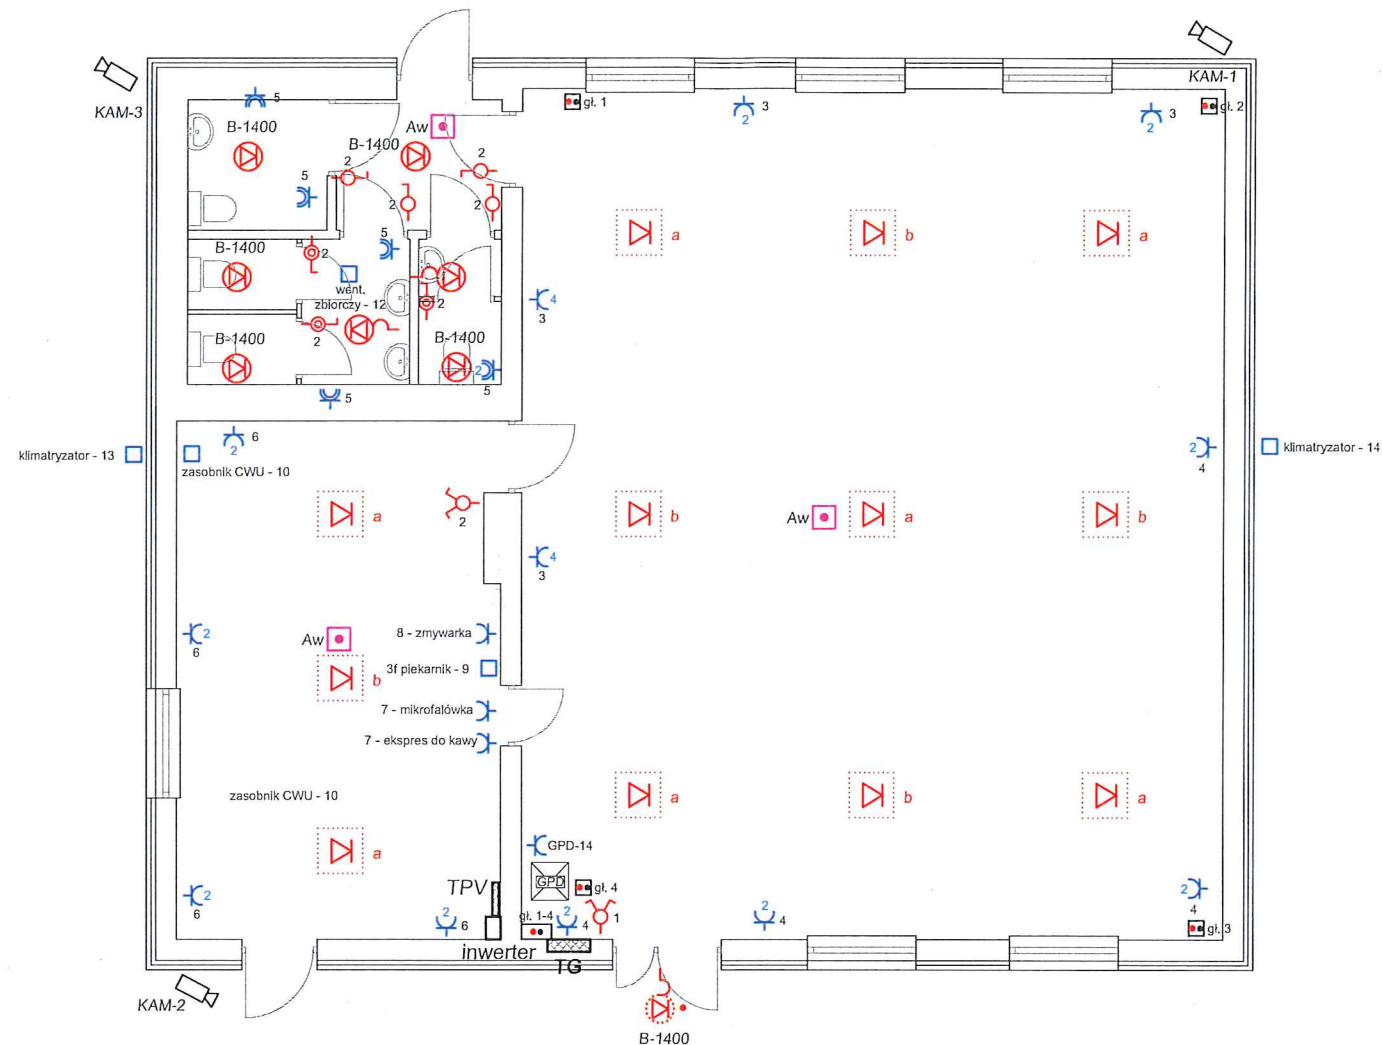 KAM-3
KAM-1
5
B-1400
Aw
B-1400
gł. 1
2
3
2
3
gł. 2
2
2
5
2
2
a
b
a
B-1400
2
5
went.
zbiorczy - 12
2
4
3
B-1400
2
B-1400
2
5
5
klimatryzator - 13
2
6
zasobnik CWU - 10
2
4
klimatryzator - 14
a
2
b
Aw
a
b
4
3
2
6
Aw
8 - zmywarka
3f piekarnik - 9
b
7 - mikrofalówka
7 - ekspres do kawy
zasobnik CWU - 10
a
b
a
a
GPD-14
GPD
TPV
gł. 4
2
6
2
6
gł. 1-4
2
4
1
2
4
2
4
gł. 3
inwerter
TG
KAM-2
B-1400